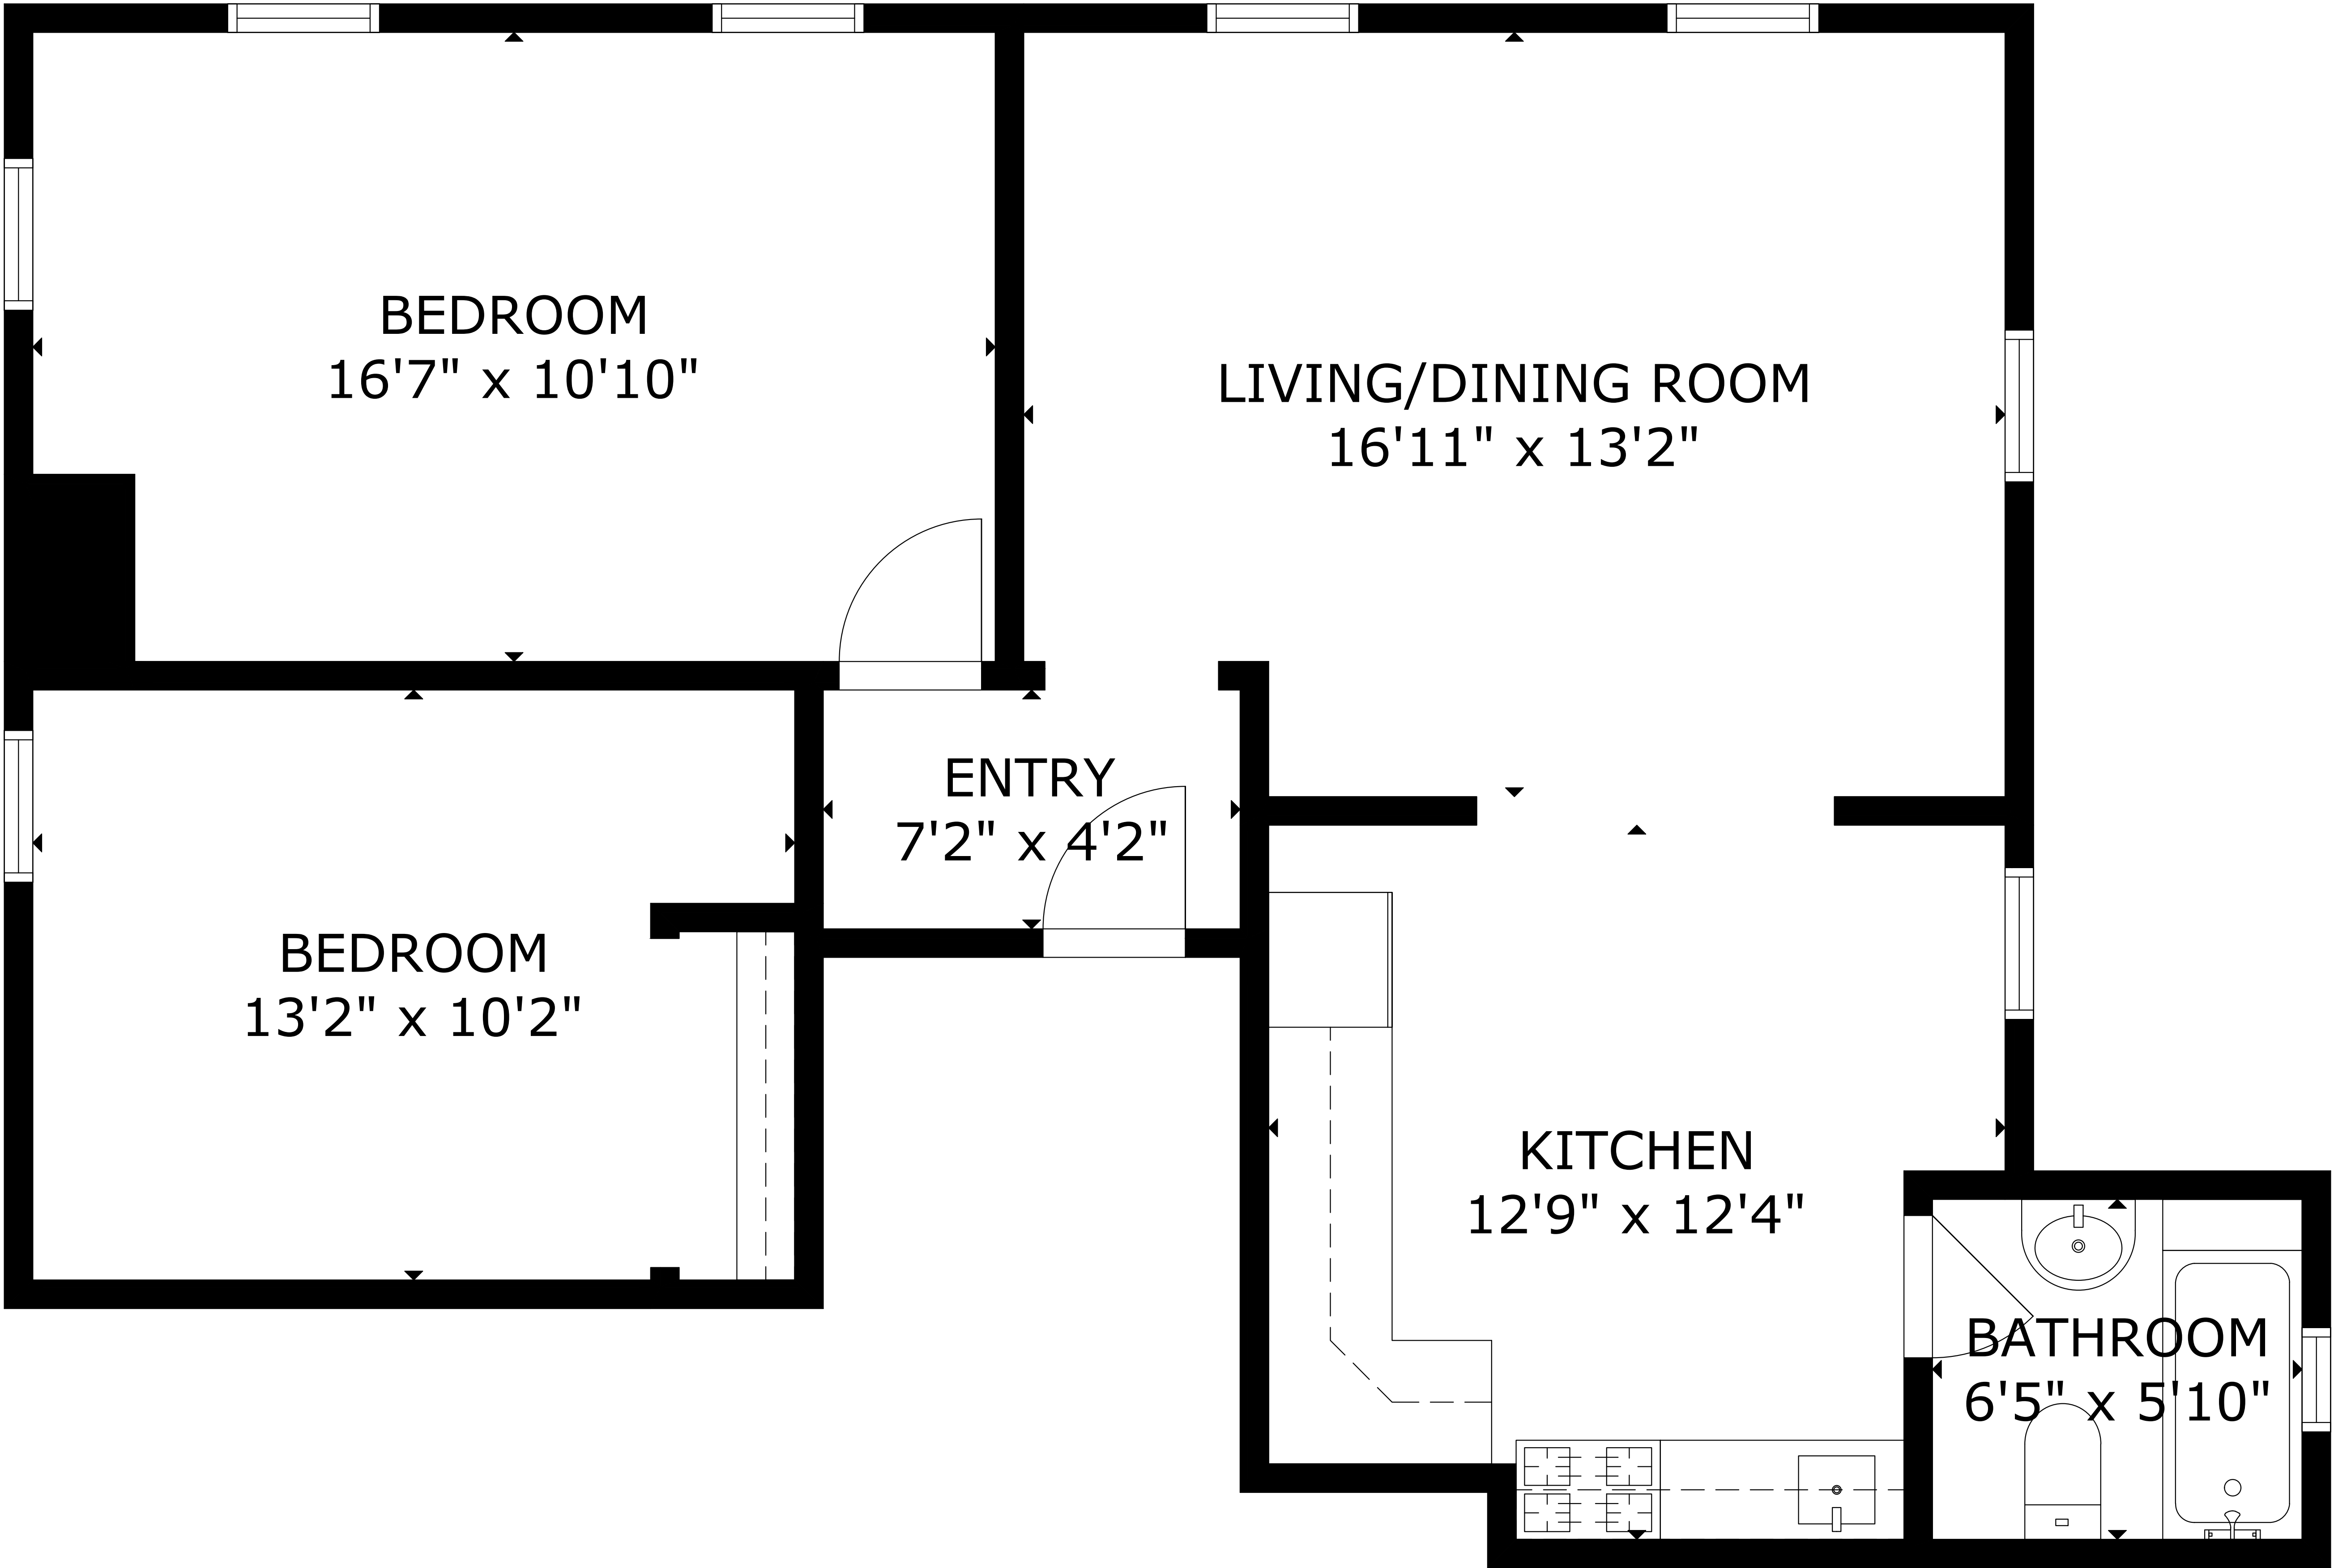 BEDROOM
16'7" x 10'10"
LIVING/DINING ROOM
16'11" x 13'2"
ENTRY
7'2" x 4'2"
BEDROOM
13'2" x 10'2"
KITCHEN
12'9" x 12'4"
BATHROOM
6'5" x 5'10"